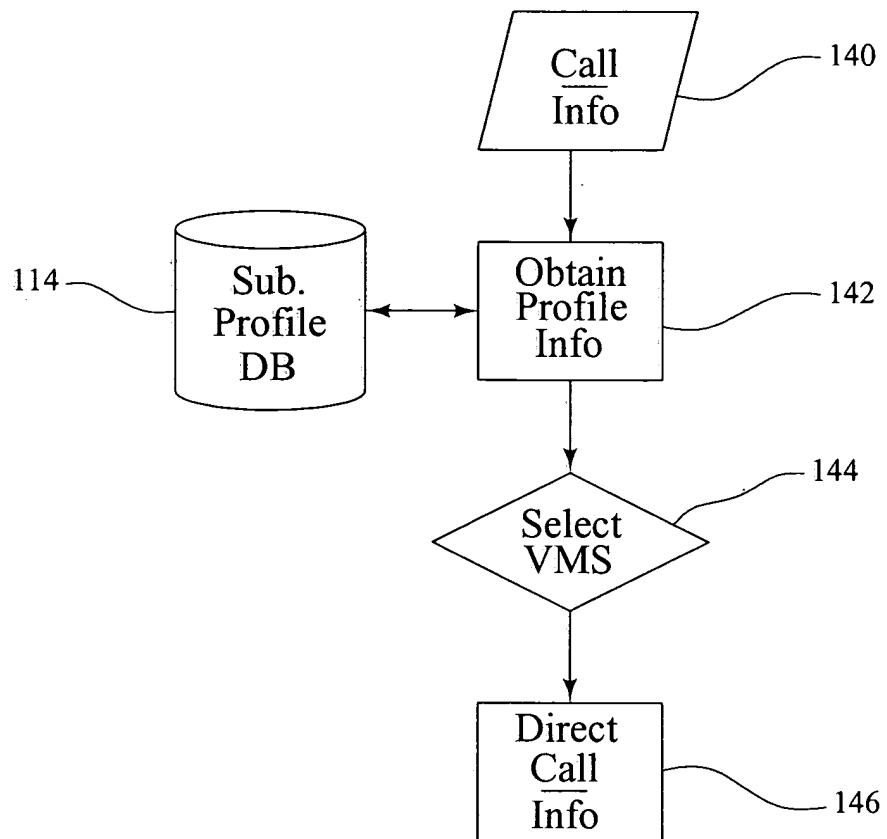 Call
Info
140
Sub.
Profile
DB
114
Obtain
Profile
Info
142
Select
VMS
144
Direct
Call
Info
146